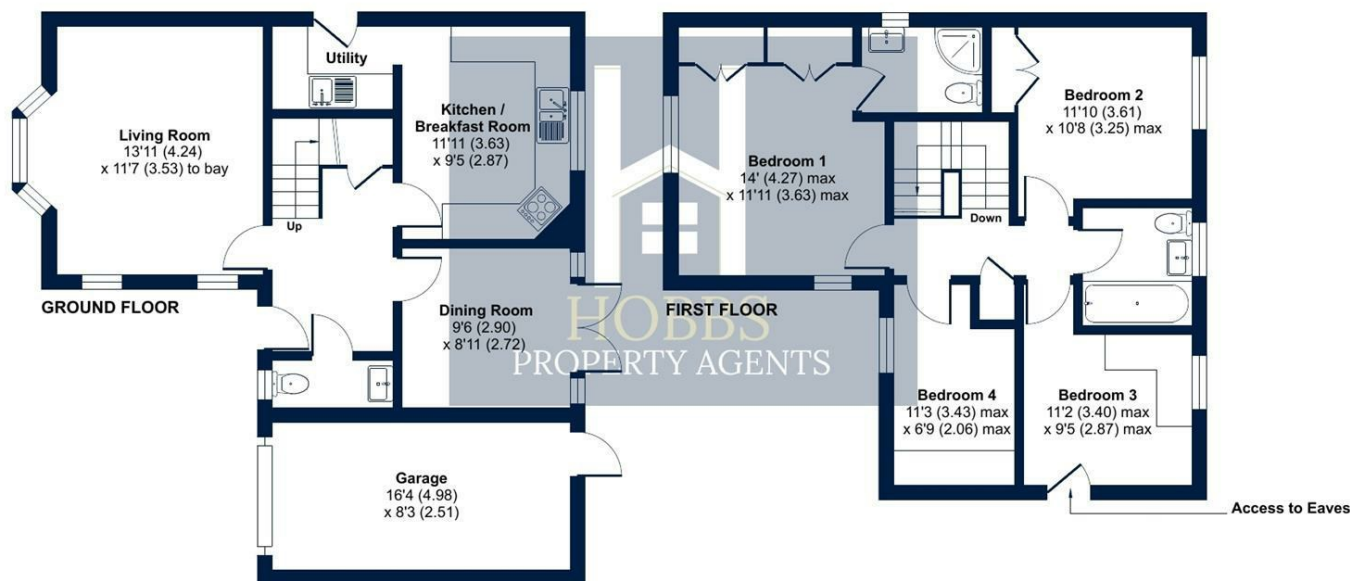 Utility
Living Room
13'11 (4.24)
x 11'7 (3.53) to bay
Kitchen /
Breakfast Room
11'11 (3.63)
x 9'5 (2.87)
Up
Dining Room
9'6 (2.90)
x 8'11 (2.72)
GROUND FLOOR
Garage
16'4 (4.98)
x 8'3 (2.51)
Bedroom 1
14' (4.27) max
x 11'11 (3.63) max
Bedroom 2
11'10 (3.61)
x 10'8 (3.25) max
Down
FIRST FLOOR
HOBBS
PROPERTY AGENTS
Bedroom 4
11'3 (3.43) max
x 6'9 (2.06) max
Bedroom 3
11'2 (3.40) max
x 9'5 (2.87) max
Access to Eaves